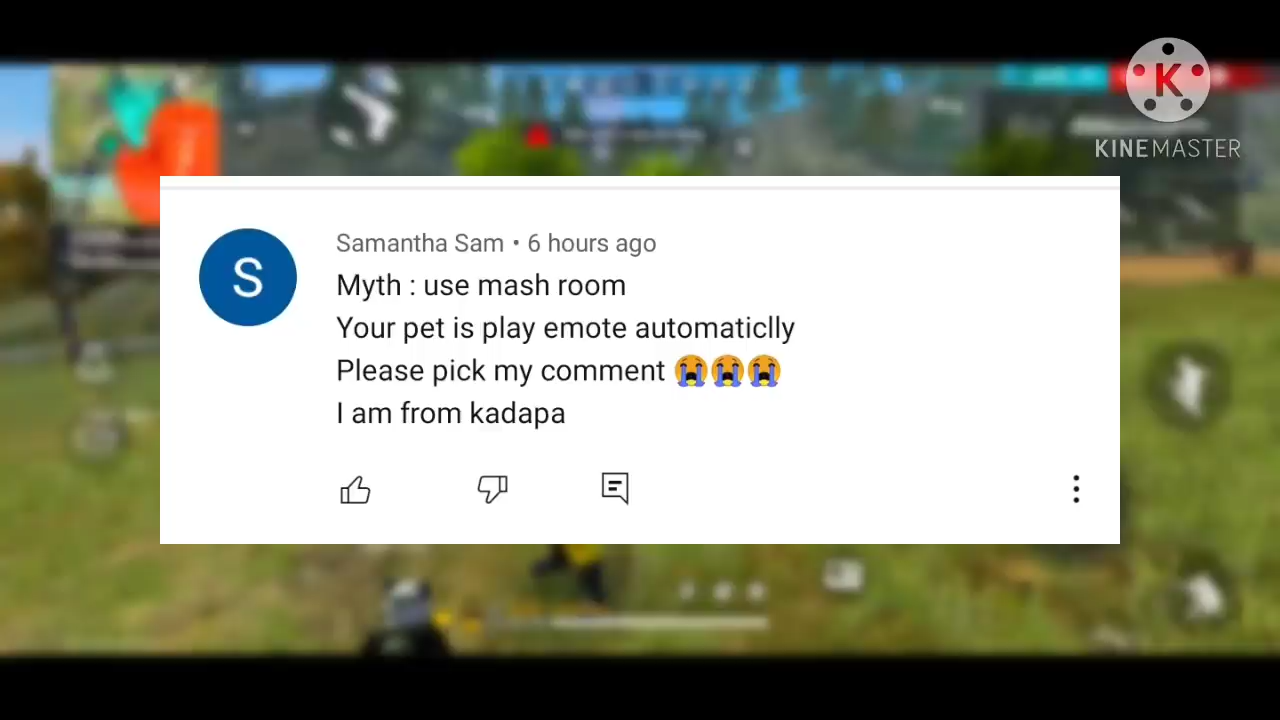 K
KINEMASTER
S
Samantha Sam • 6 hours ago
Myth : use mash room
Your pet is play emote automaticlly
Please pick my comment 😭😭😭
I am from kadapa